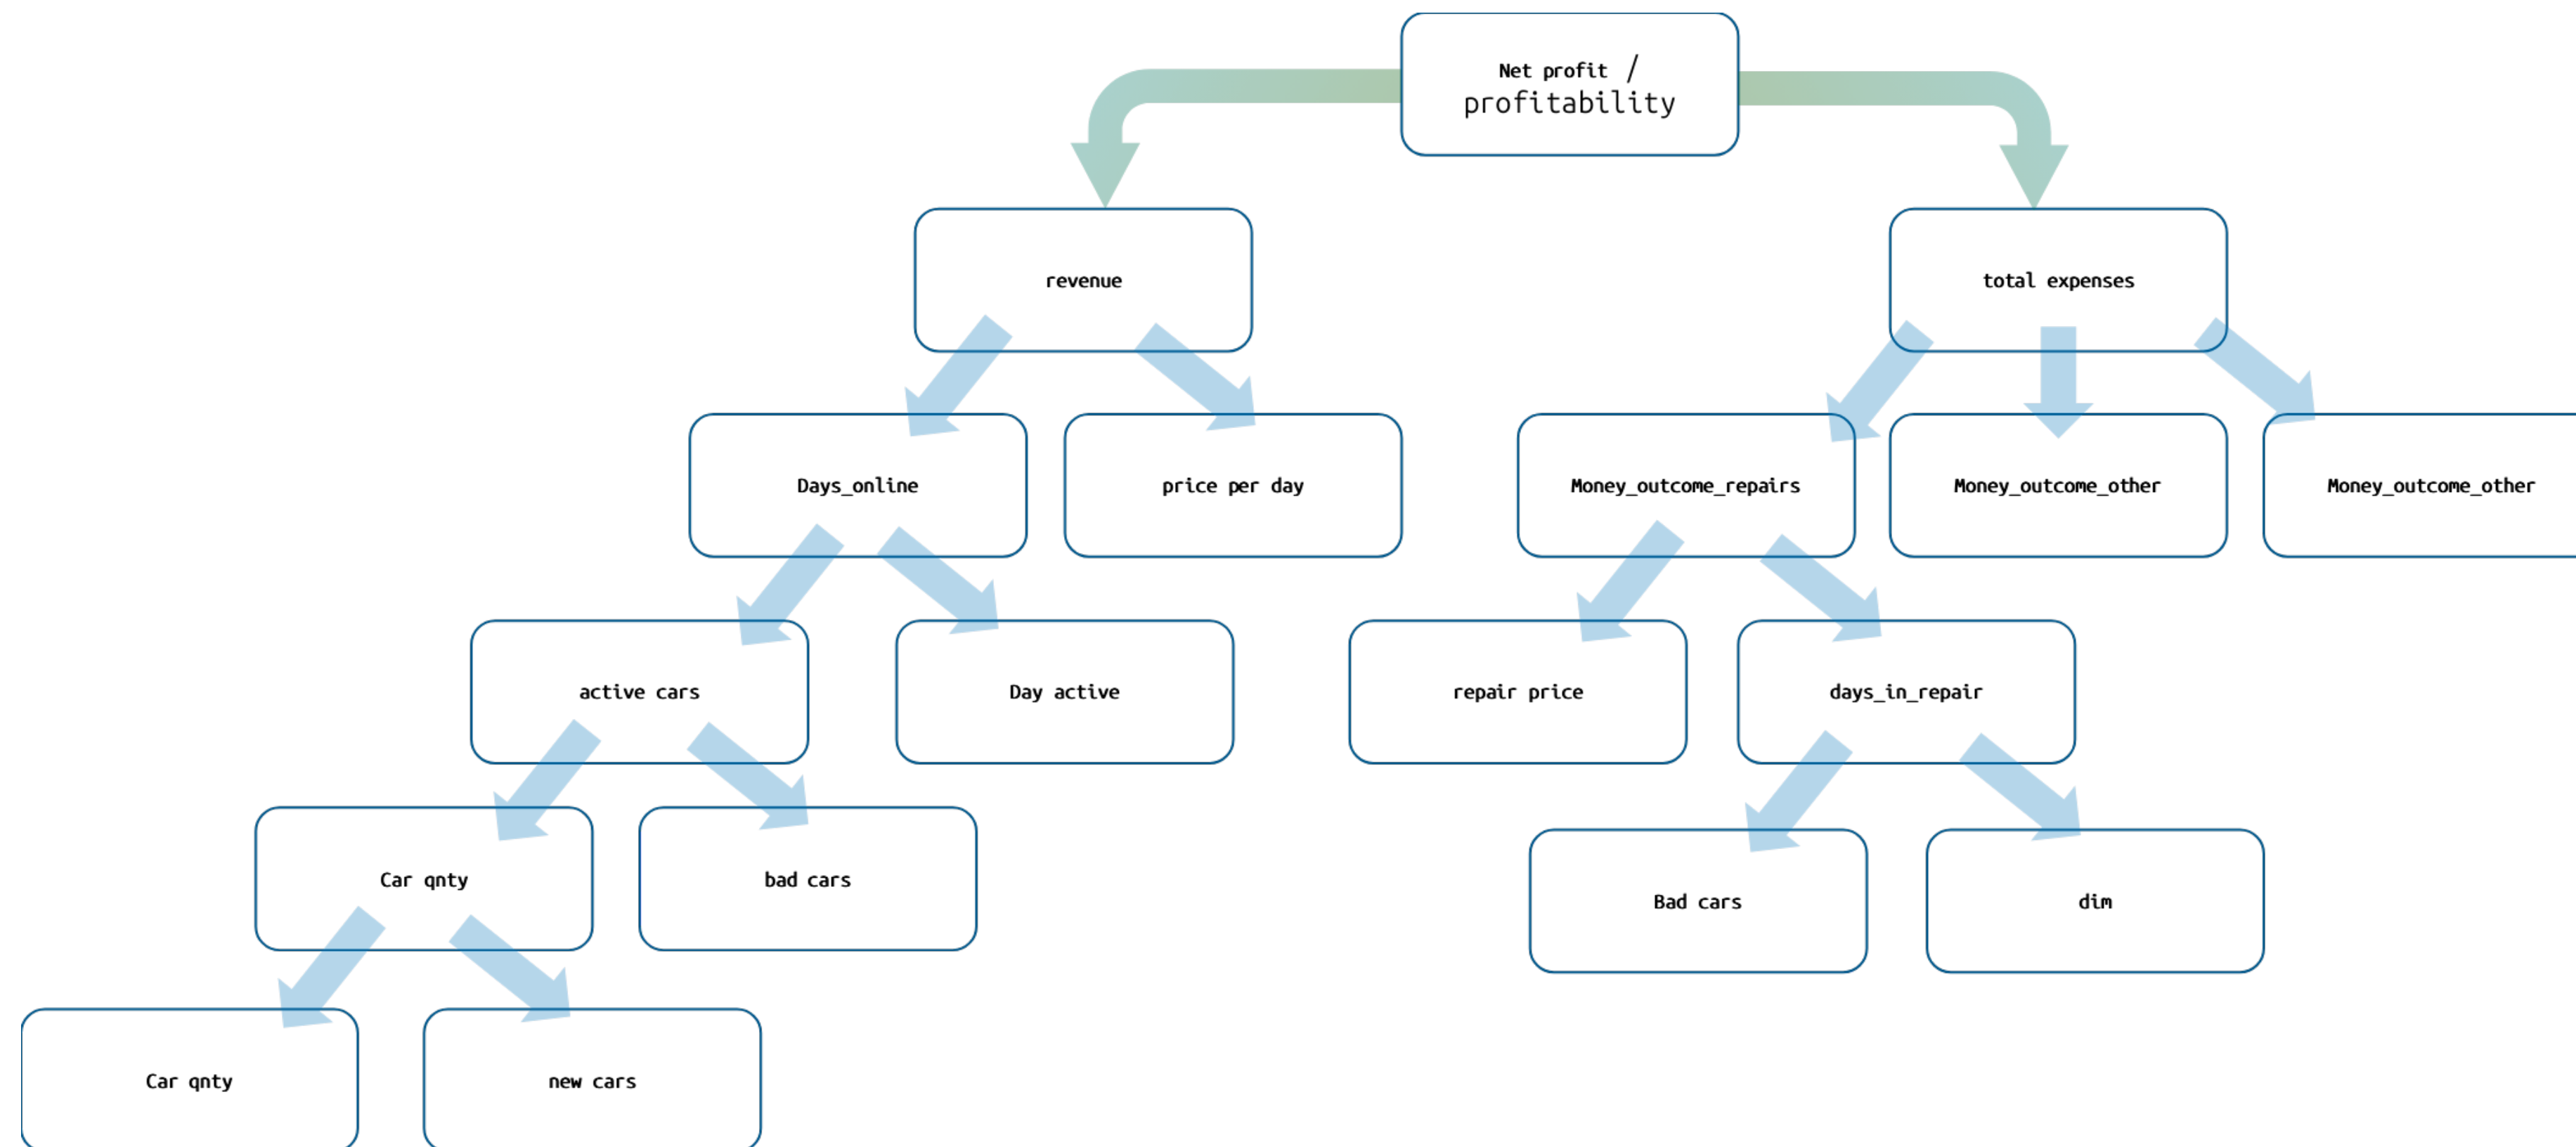 Net profit /
profitability
revenue
total expenses
Days_online
price per day
Money_outcome_repairs
Money_outcome_other
Money_outcome_other
active cars
Day active
repair price
days_in_repair
Car qnty
bad cars
Bad cars
dim
Car qnty
new cars